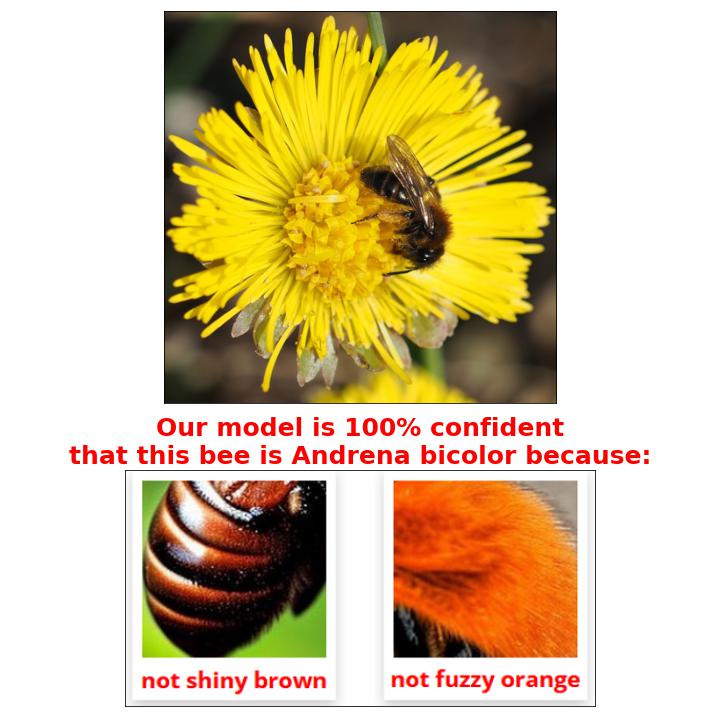 Our model is 100% confident
that this bee is Andrena bicolor because:
not shiny brown
not fuzzy orange